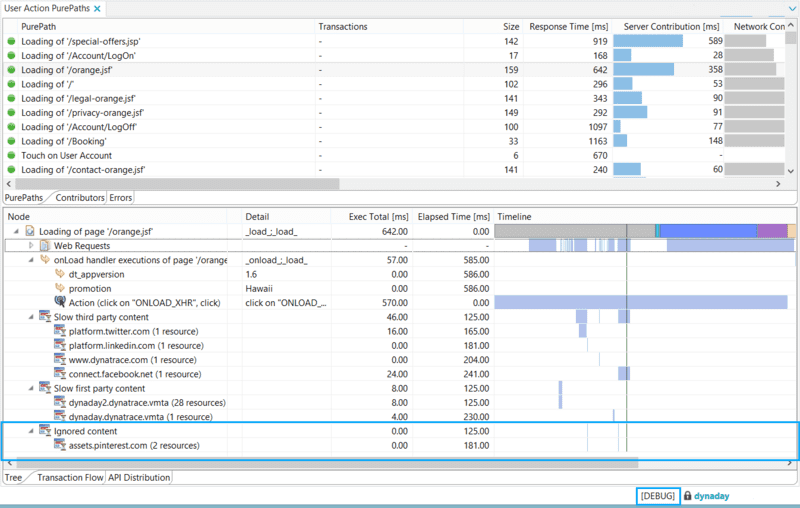 User Action PurePaths
PurePath Transactions Size Response Time [ms] Server Contribution [ms] Network Con
Loading of '/special-offers.jsp' - 142 919 589
Loading of '/Account/LogOn' - 17 168 28
Loading of '/orange.jsf' - 159 642 358
Loading of '/' - 102 296 53
Loading of '/legal-orange.jsf' - 141 343 90
Loading of '/privacy-orange.jsf' - 149 292 91
Loading of '/Account/LogOff' - 100 1097 77
Loading of '/Booking' - 33 1163 148
Touch on User Account - 6 670 -
Loading of '/contact-orange.jsf' - 141 240 60
PurePaths Contributors Errors
Node Detail Exec Total [ms] Elapsed Time [ms] Timeline
Loading of page '/orange.jsf' _load_;_load_ 642.00 0.00
Web Requests - -
onLoad handler executions of page '/orange _onload_;_load_ 57.00 585.00
dt_appversion 1.6 0.00 586.00
promotion Hawaii 0.00 586.00
Action (click on "ONLOAD_XHR", click) click on "ONLOAD_... 570.00 0.00
Slow third party content 46.00 125.00
platform.twitter.com (1 resource) 16.00 165.00
platform.linkedin.com (1 resource) 0.00 181.00
www.dynatrace.com (1 resource) 0.00 204.00
connect.facebook.net (1 resource) 24.00 241.00
Slow first party content 8.00 125.00
dynaday2.dynatrace.vmta (28 resources) 8.00 125.00
dynaday.dynatrace.vmta (1 resource) 4.00 230.00
Ignored content 0.00 125.00
assets.pinterest.com (2 resources) 0.00 181.00
Tree Transaction Flow API Distribution
[DEBUG] dynaday